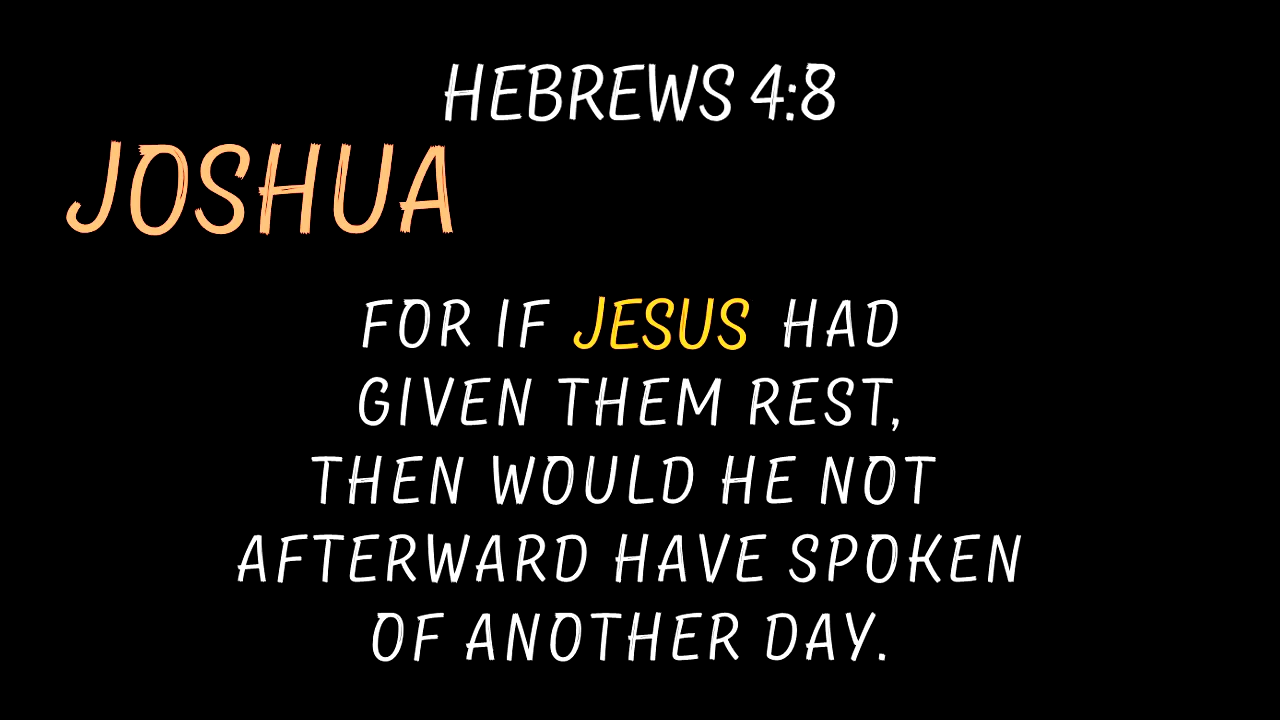 HEBREWS 4:8
JOSHUA
FOR IF JESUS HAD
GIVEN THEM REST,
THEN WOULD HE NOT
AFTERWARD HAVE SPOKEN
OF ANOTHER DAY.